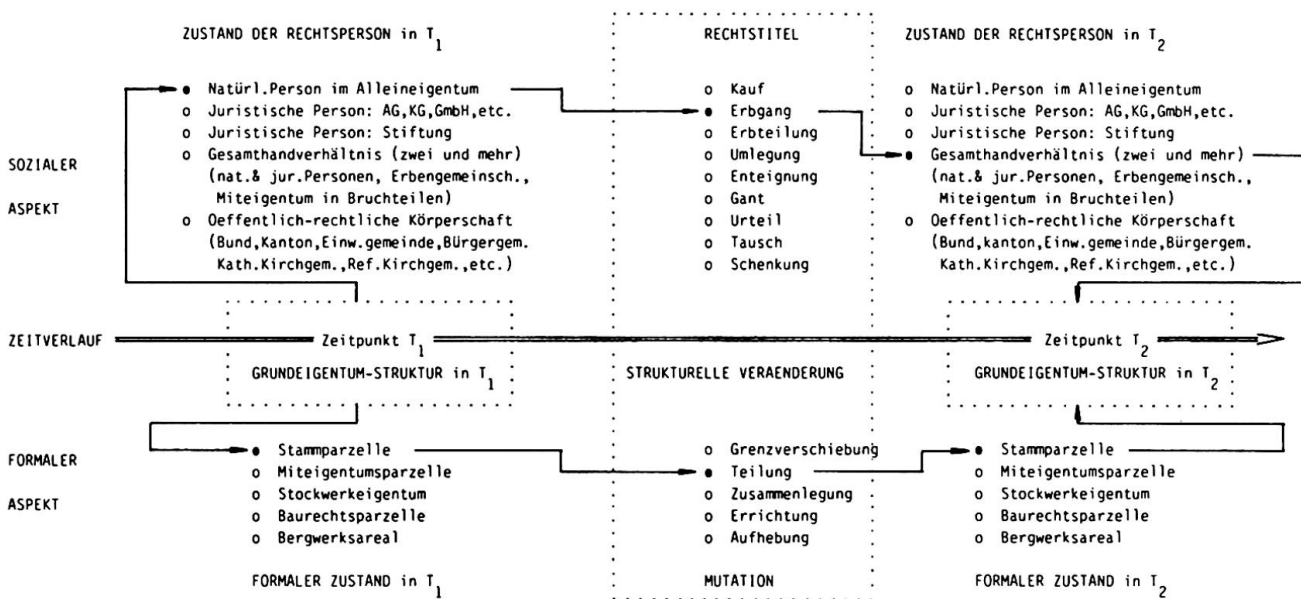 ZUSTAND DER RECHTSPERSON in T1 RECHTSTITEL ZUSTAND DER RECHTSPERSON in T2
• Natürl.Person im Alleineigentum o Kauf o Natürl.Person im Alleineigentum
o Juristische Person: AG,KG,GmbH,etc. • Erbgang o Juristische Person: AG,KG,GmbH,etc.
o Juristische Person: Stiftung o Erbteilung o Juristische Person: Stiftung
SOZIALER o Gesamthandverhältnis (zwei und mehr) o Umlegung • Gesamthandverhältnis (zwei und mehr)
(nat.& jur.Personen, Erbengemeinsch., o Enteignung (nat.& jur.Personen, Erbengemeinsch.,
ASPEKT Miteigentum in Bruchteilen) o Gant Miteigentum in Bruchteilen)
o Oeffentlich-rechtliche Körperschaft o Urteil o Oeffentlich-rechtliche Körperschaft
(Bund,Kanton,Einw.gemeinde,Bürgergem. o Tausch (Bund,kanton,Einw.gemeinde,Bürgergem.
Kath.Kirchgem.,Ref.Kirchgem.,etc.) o Schenkung Kath.Kirchgem.,Ref.Kirchgem.,etc.)
ZEITVERLAUF Zeitpunkt T1 Zeitpunkt T2
GRUNDEIGENTUM-STRUKTUR in T1 STRUKTURELLE VERAENDERUNG GRUNDEIGENTUM-STRUKTUR in T2
FORMALER • Stammparzelle o Grenzverschiebung • Stammparzelle
o Miteigentumsparzelle • Teilung o Miteigentumsparzelle
ASPEKT o Stockwerkeigentum o Zusammenlegung o Stockwerkeigentum
o Baurechtsparzelle o Errichtung o Baurechtsparzelle
o Bergwerksareal o Aufhebung o Bergwerksareal
FORMALER ZUSTAND in T1 MUTATION FORMALER ZUSTAND in T2